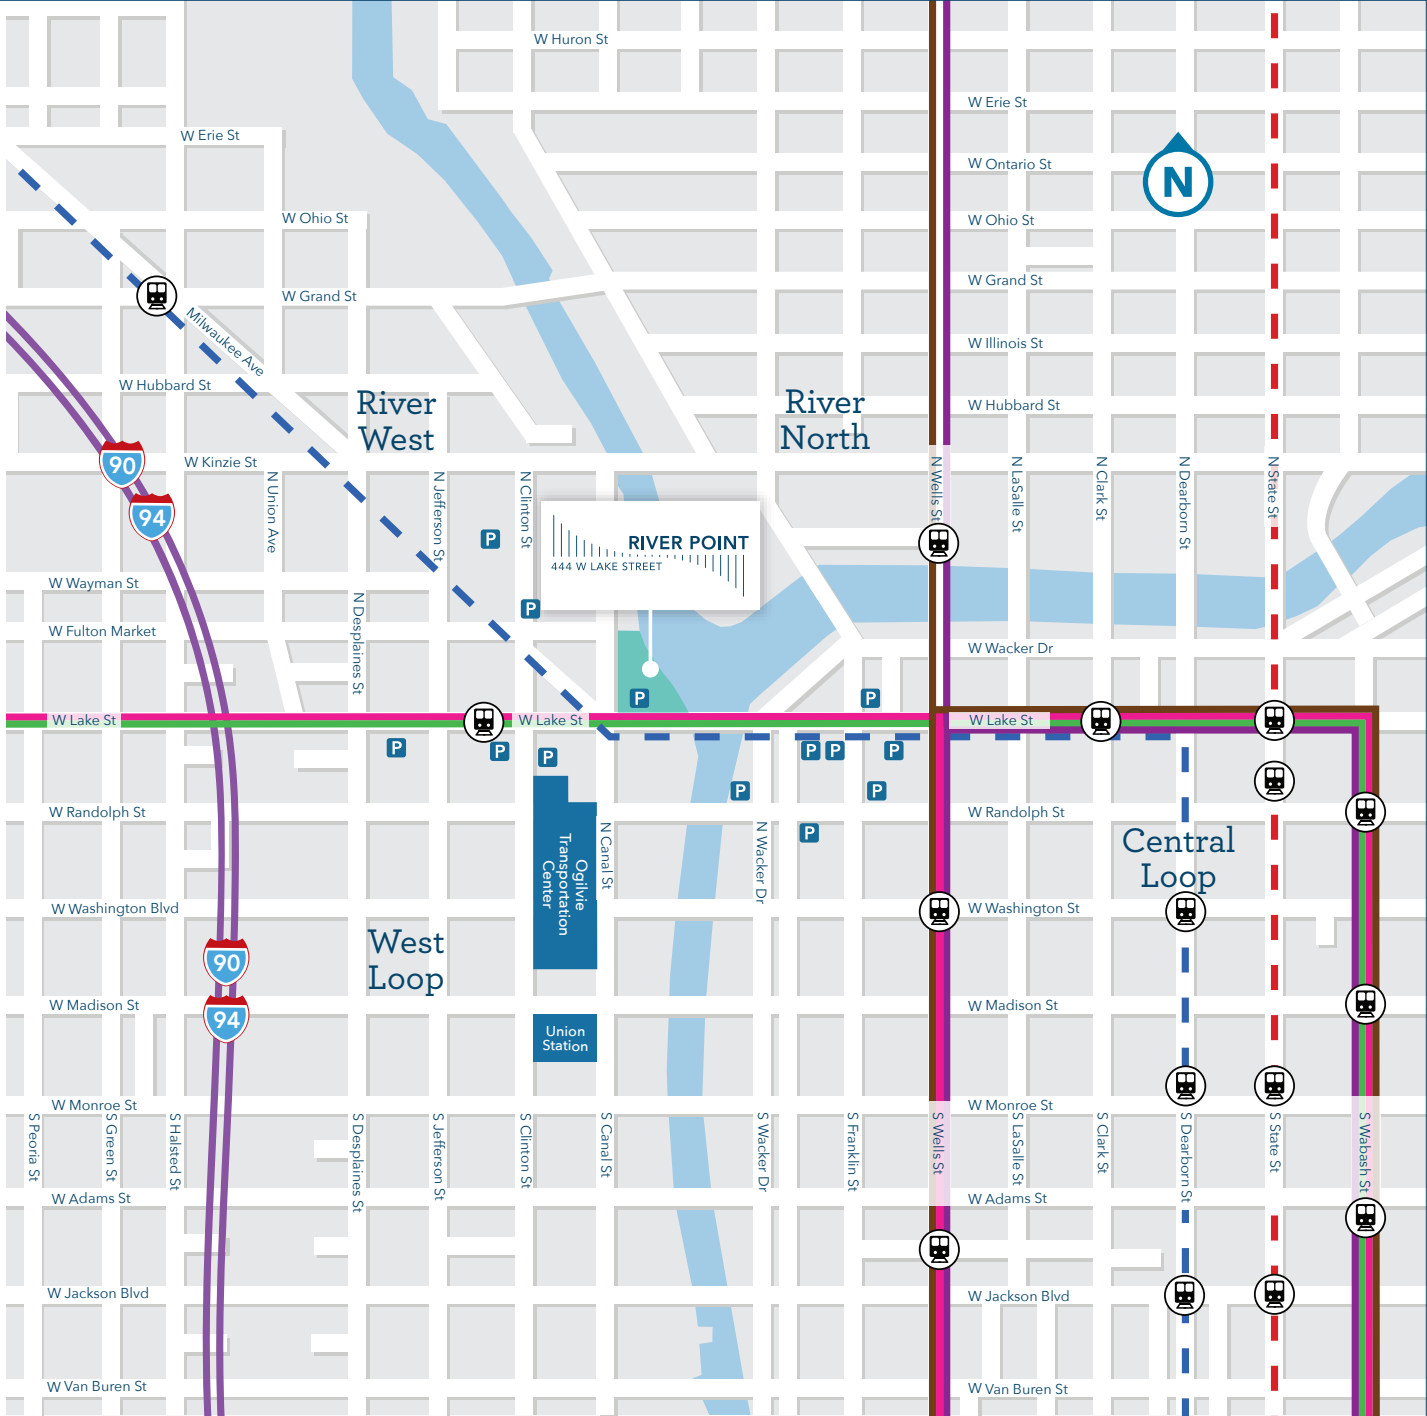 W Huron St
W Erie St
W Erie St
W Ontario St
N
W Ohio St
W Ohio St
W Grand St
W Grand St
Milwaukee Ave
W Illinois St
W Hubbard St
W Hubbard St
River
West
River
North
W Kinzie St
90
94
N Union Ave
N Jefferson St
N Clinton St
N Wells St
N LaSalle St
N Clark St
N Dearborn St
N State St
RIVER POINT
444 W LAKE STREET
P
P
W Wayman St
N Desplaines St
W Fulton Market
W Wacker Dr
P
P
W Lake St
W Lake St
W Lake St
P
P
P
P
P
P
P
P
W Randolph St
W Randolph St
P
N Canal St
N Wacker Dr
Ogilvie
Transportation
Center
Central
Loop
W Washington Blvd
W Washington St
West
Loop
90
W Madison St
W Madison St
94
Union
Station
W Monroe St
W Monroe St
S Peoria St
S Green St
S Halsted St
S Desplaines St
S Jefferson St
S Clinton St
S Canal St
S Wacker Dr
S Franklin St
S Wells St
S LaSalle St
S Clark St
S Dearborn St
S State St
S Wabash St
W Adams St
W Adams St
W Jackson Blvd
W Jackson Blvd
W Van Buren St
W Van Buren St